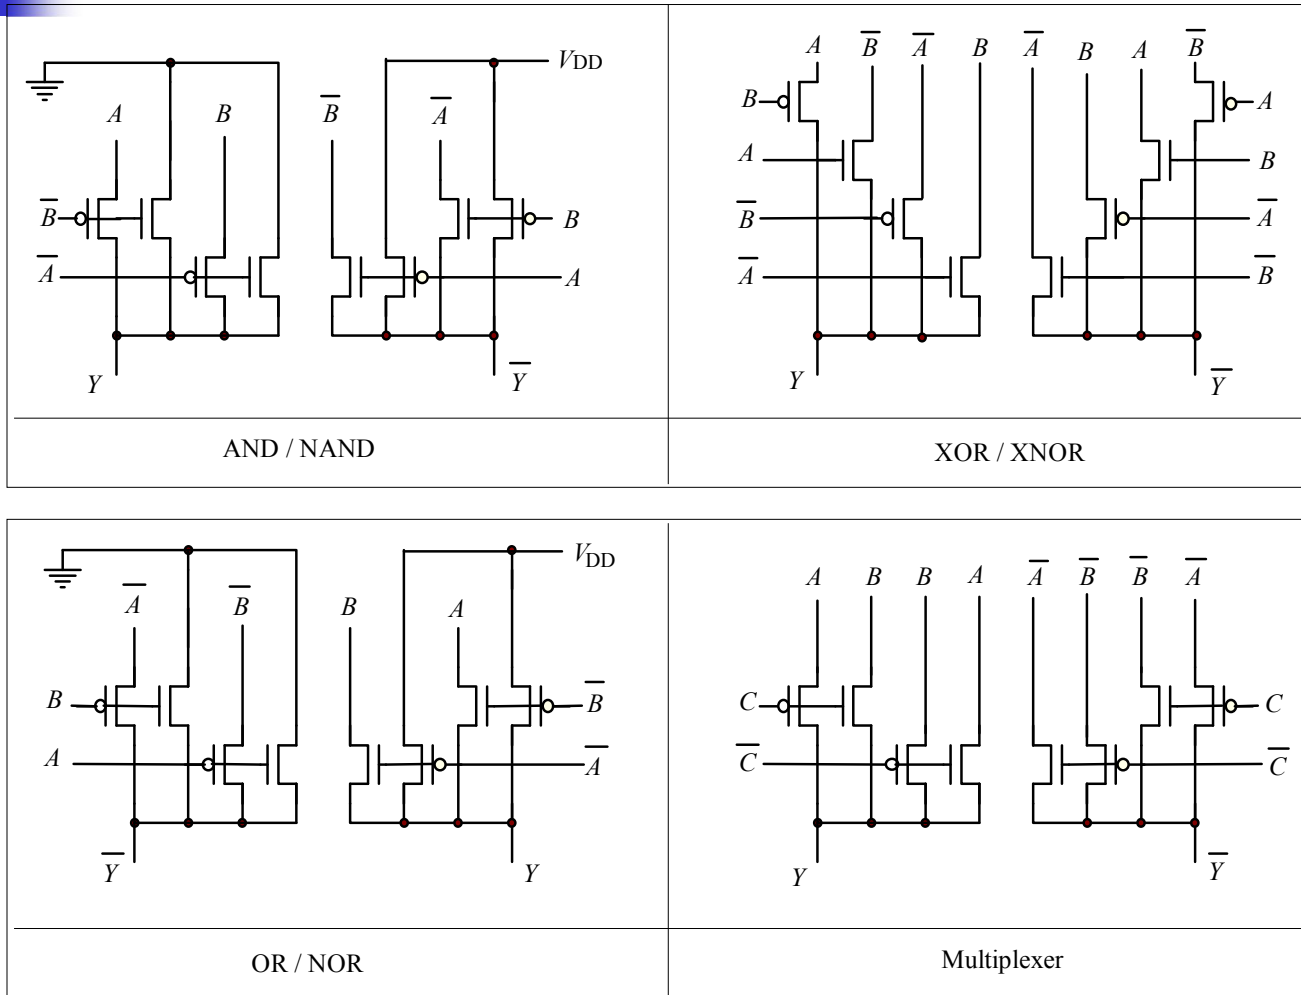 V_DD
A B B̅ A̅
B̅ B
A̅ A
Y Y̅
AND / NAND
A B̅ A̅ B A̅ B A B̅
B A
A B
B̅ A̅
A̅ B̅
Y Y̅
XOR / XNOR
V_DD
A̅ B̅ B A
B B̅
A A̅
Y̅ Y
OR / NOR
A B B A A̅ B̅ B̅ A̅
C C
C̅ C̅
Y Y̅
Multiplexer